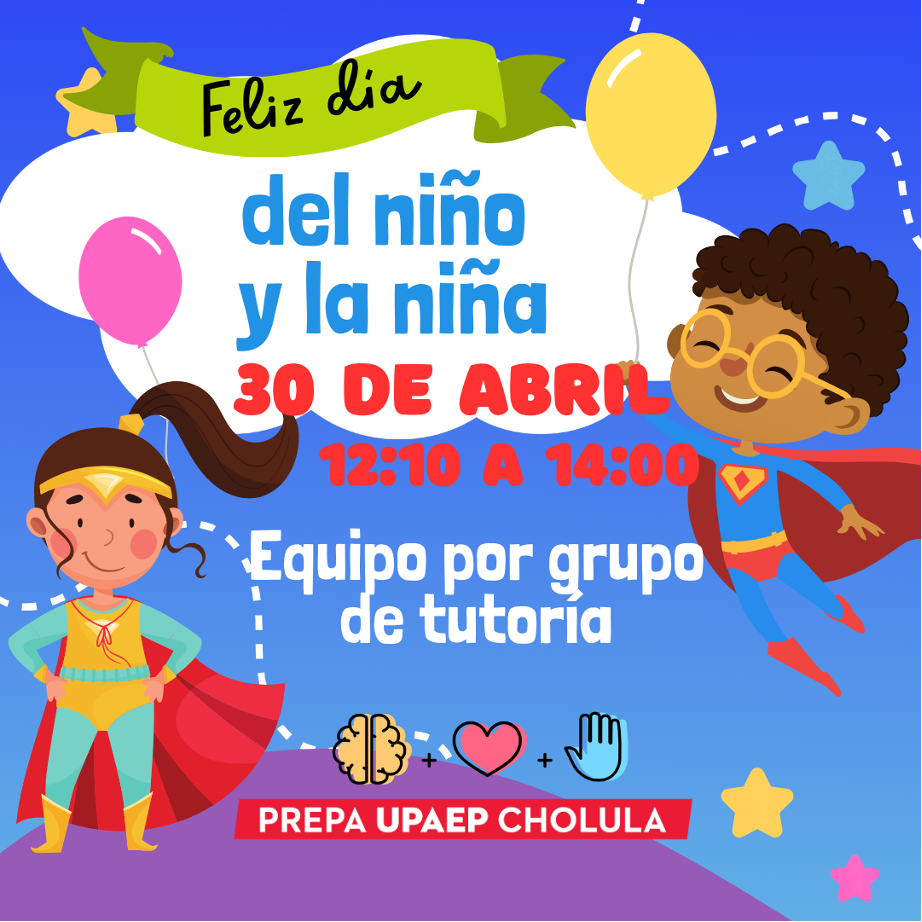 Feliz día
del niño
y la niña
30 DE ABRIL
12:10 A 14:00
Equipo por grupo
de tutoría
+ +
PREPA UPAEP CHOLULA